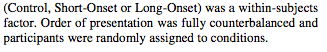 (Control, Short-Onset or Long-Onset) was a within-subjects
factor. Order of presentation was fully counterbalanced and
participants were randomly assigned to conditions.